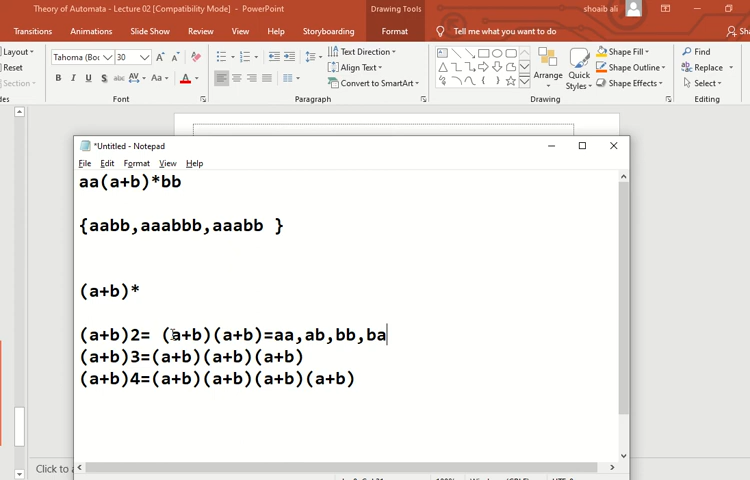 Theory of Automata - Lecture 02 [Compatibility Mode] - PowerPoint
Drawing Tools
shoaib ali
Transitions Animations Slide Show Review View Help Storyboarding Format Tell me what you want to do
Layout
Reset
Section
Tahoma (Boc 30
B I U S abc AV Aa A
Font
Text Direction
Align Text
Convert to SmartArt
Paragraph
Arrange
Quick
Styles
Shape Fill
Shape Outline
Shape Effects
Drawing
Find
Replace
Select
Editing
*Untitled - Notepad
File Edit Format View Help
aa(a+b)*bb
{aabb,aaabbb,aaabb }
(a+b)*
(a+b)2= (a+b)(a+b)=aa,ab,bb,ba
(a+b)3=(a+b)(a+b)(a+b)
(a+b)4=(a+b)(a+b)(a+b)(a+b)
Click to a